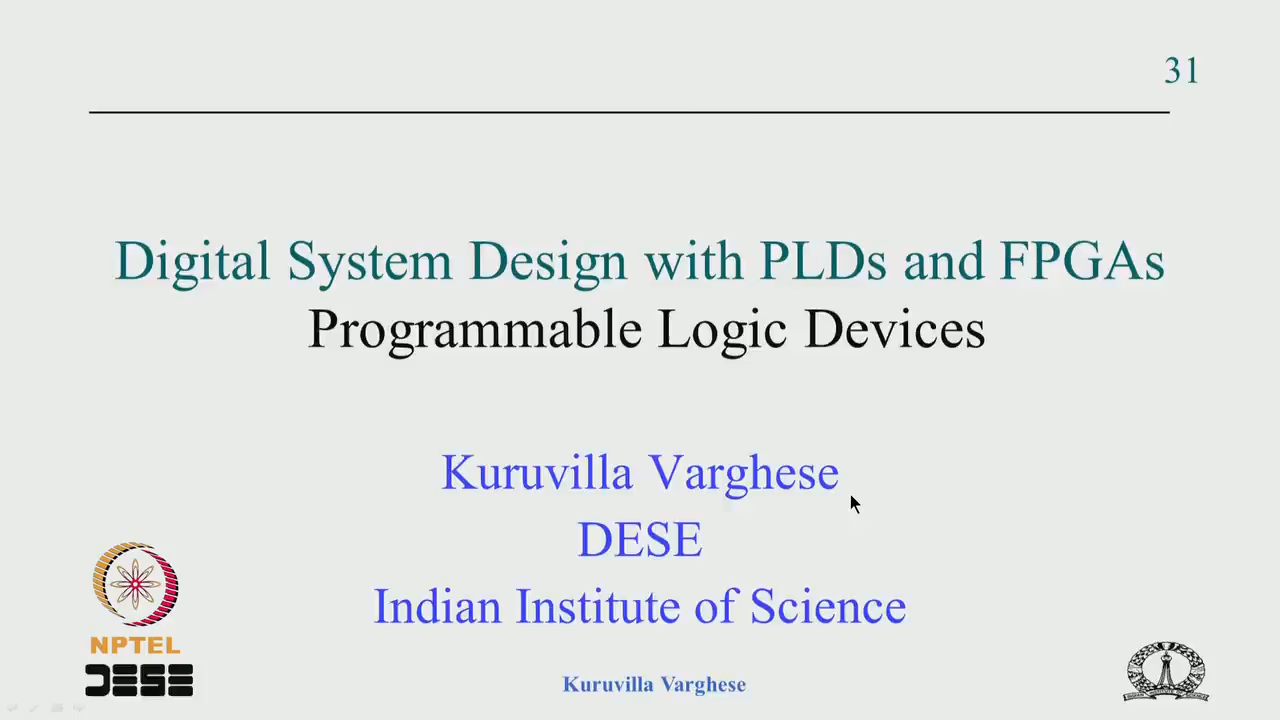 31
Digital System Design with PLDs and FPGAs
Programmable Logic Devices
Kuruvilla Varghese
DESE
Indian Institute of Science
NPTEL
DESE
Kuruvilla Varghese